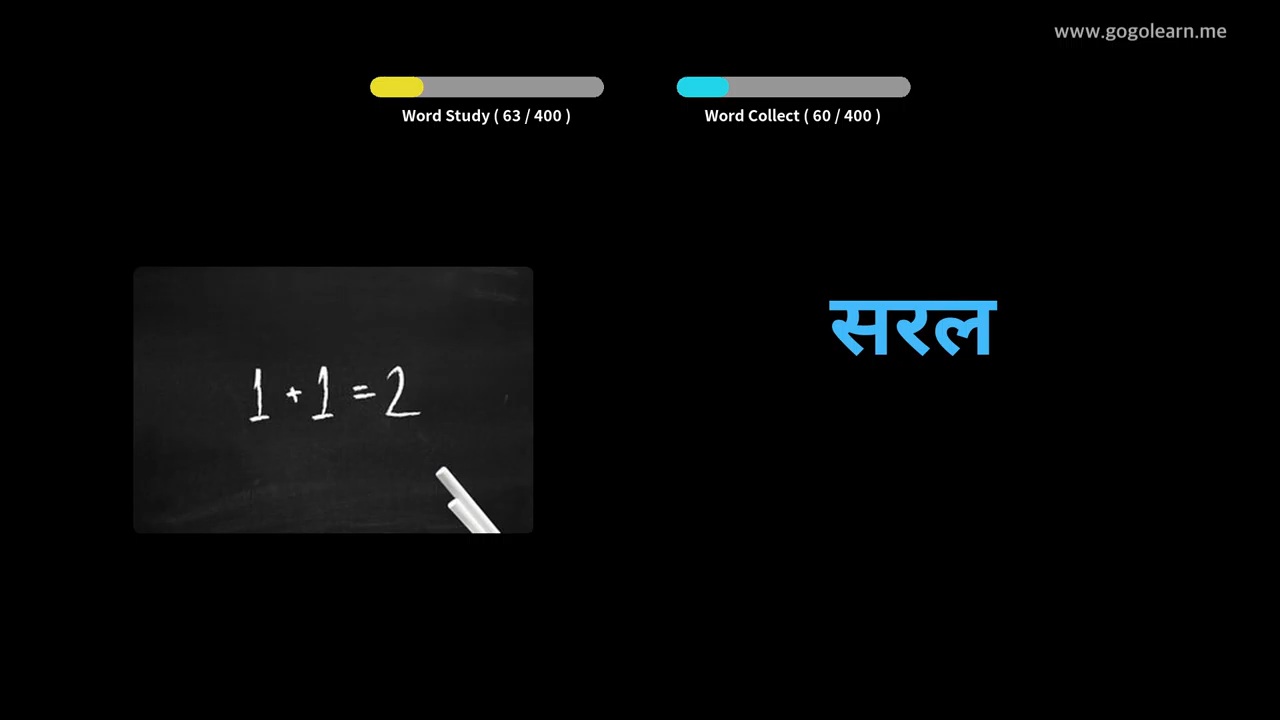 www.gogolearn.me
Word Study ( 63 / 400 )
Word Collect ( 60 / 400 )
1 + 1 = 2
सरल